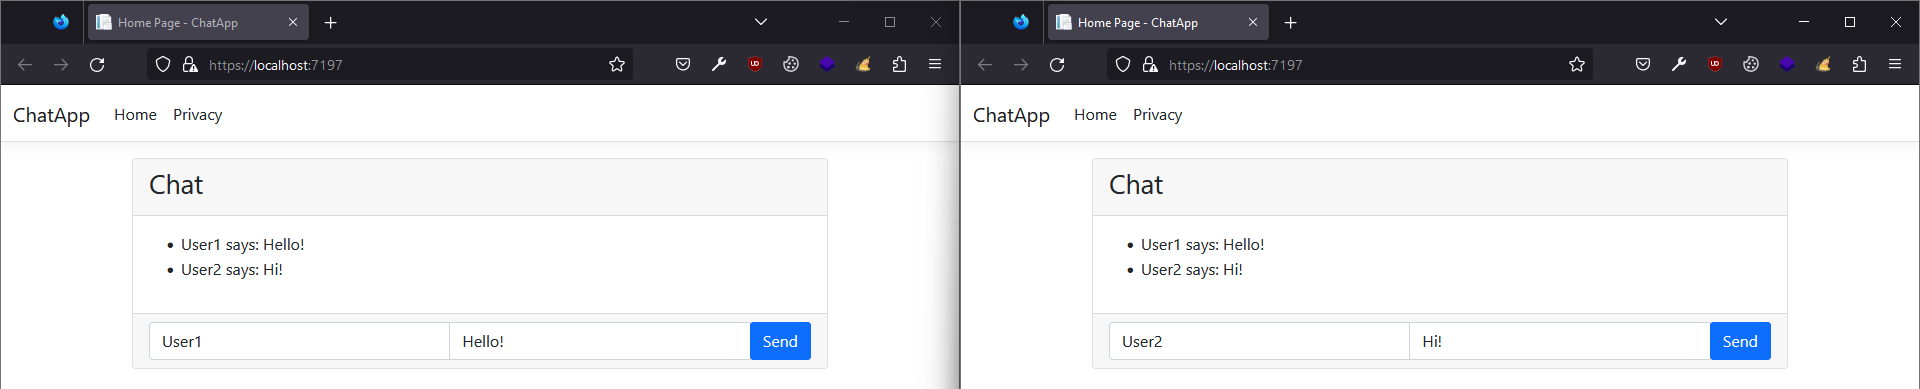 Home Page - ChatApp
https://localhost:7197
ChatApp Home Privacy
Chat
User1 says: Hello!
User2 says: Hi!
User1 Hello! Send
Home Page - ChatApp
https://localhost:7197
ChatApp Home Privacy
Chat
User1 says: Hello!
User2 says: Hi!
User2 Hi! Send